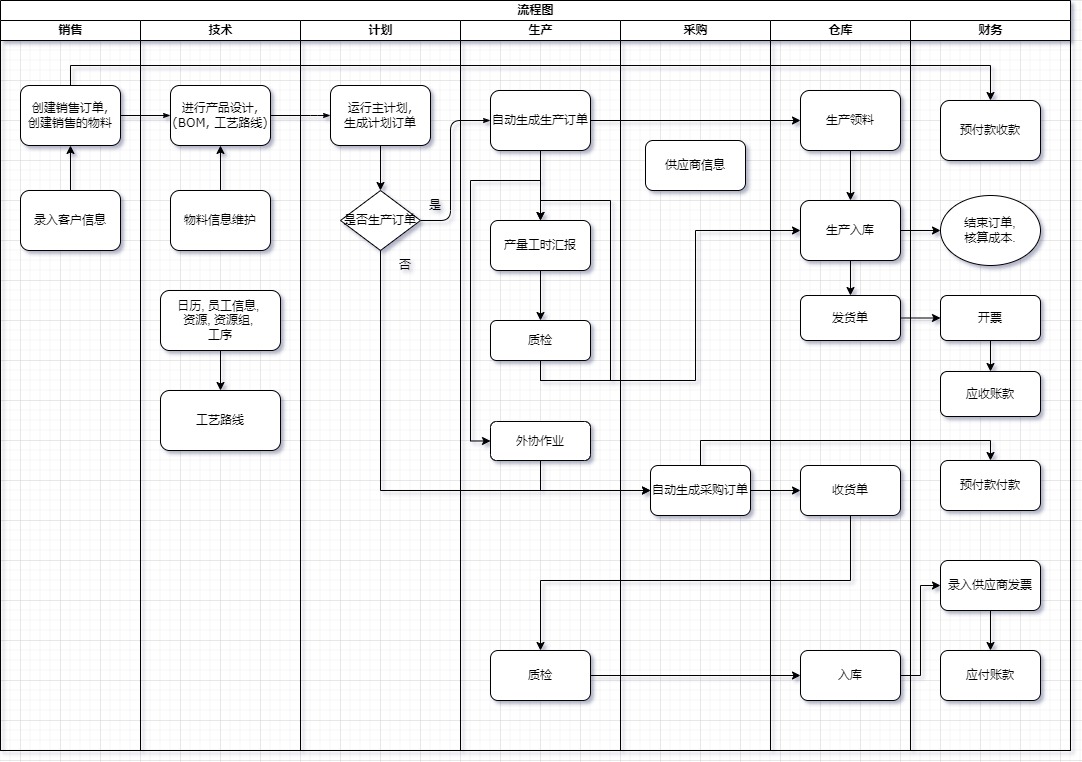 流程图
销售
技术
计划
生产
采购
仓库
财务
创建销售订单,
创建销售的物料
进行产品设计,
(BOM，工艺路线)
运行主计划,
生成计划订单
自动生成生产订单
生产领料
预付款收款
供应商信息
录入客户信息
物料信息维护
是否生产订单
是
否
产量工时汇报
生产入库
结束订单,
核算成本.
日历, 员工信息,
资源, 资源组,
工序
质检
发货单
开票
工艺路线
应收账款
外协作业
自动生成采购订单
收货单
预付款付款
录入供应商发票
质检
入库
应付账款